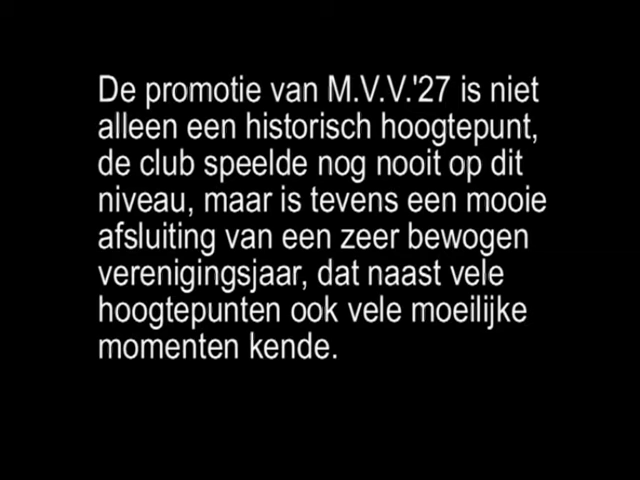 De promotie van M.V.V.'27 is niet
alleen een historisch hoogtepunt,
de club speelde nog nooit op dit
niveau, maar is tevens een mooie
afsluiting van een zeer bewogen
verenigingsjaar, dat naast vele
hoogtepunten ook vele moeilijke
momenten kende.